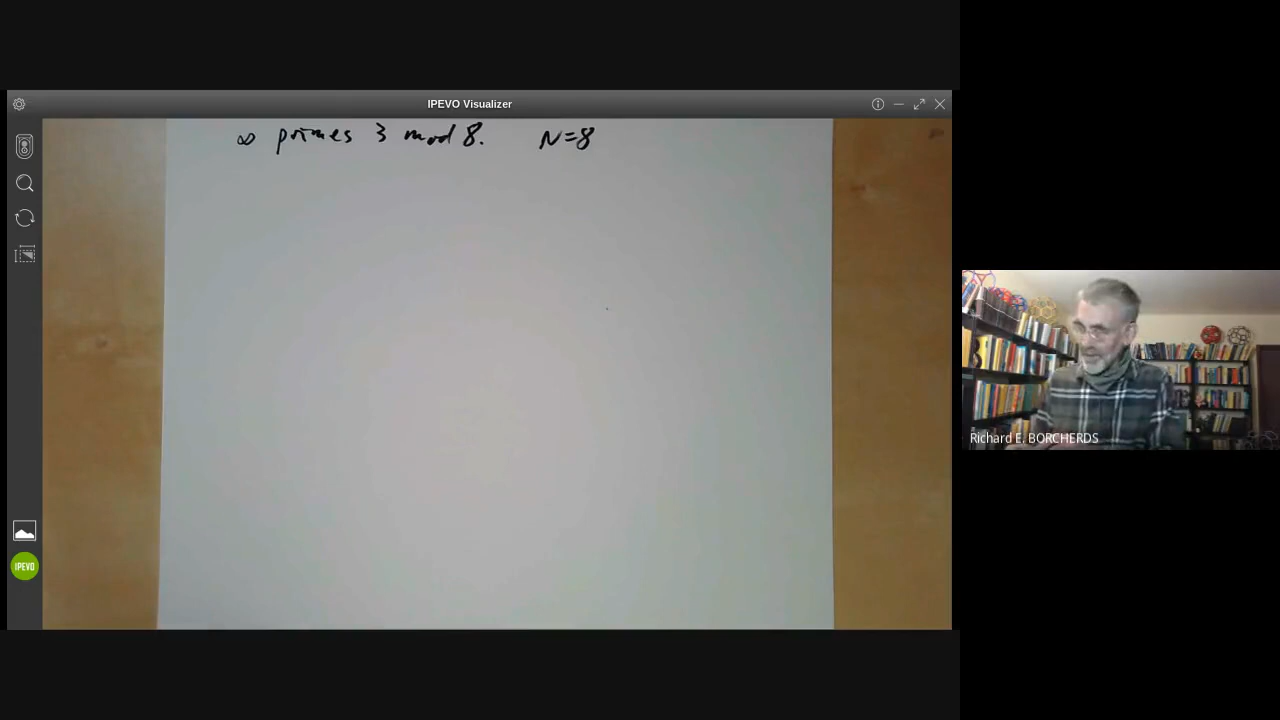 IPEVO Visualizer
∞ primes 3 mod 8. N=8
IPEVO
Richard E. BORCHERDS